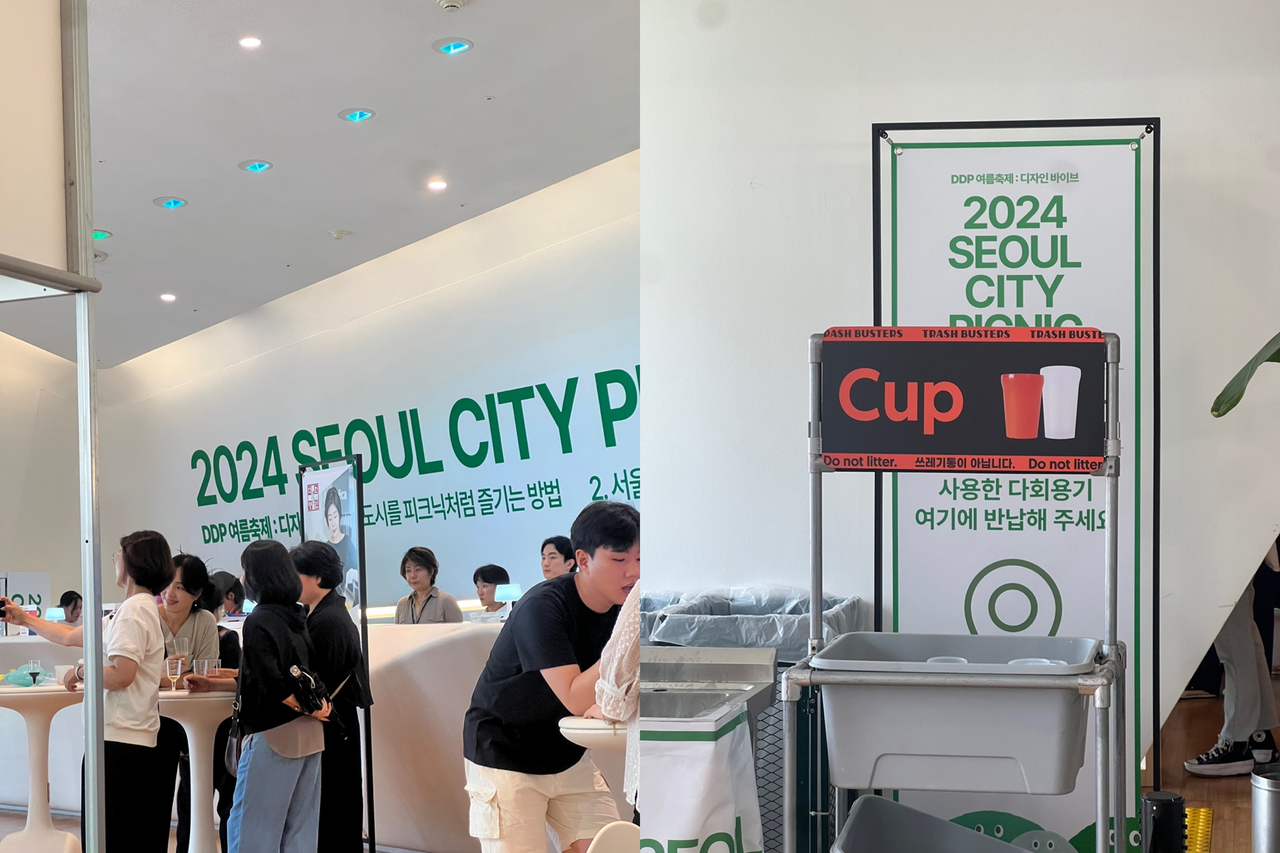 2024 SEOUL CITY
DDP 여름축제 : 디자
도시를 피크닉처럼 즐기는 방법
2. 서울
DDP 여름축제 : 디자인 바이브
2024
SEOUL
CITY
PICNIC
TRASH BUSTERS TRASH BUSTERS TRASH BUSTE
Cup
Do not litter. 쓰레기통이 아닙니다. Do not litter.
사용한 다회용기
여기에 반납해 주세요
SEOUL